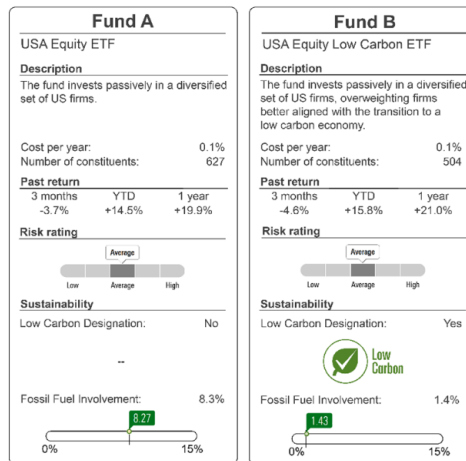 Fund A
USA Equity ETF
Description
The fund invests passively in a diversified
set of US firms.
Cost per year: 0.1%
Number of constituents: 627
Past return
3 months YTD 1 year
-3.7% +14.5% +19.9%
Risk rating
Average
Low Average High
Sustainability
Low Carbon Designation: No
--
Fossil Fuel Involvement: 8.3%
8.27
0% 15%
Fund B
USA Equity Low Carbon ETF
Description
The fund invests passively in a diversified
set of US firms, overweighting firms
better aligned with the transition to a
low carbon economy.
Cost per year: 0.1%
Number of constituents: 504
Past return
3 months YTD 1 year
-4.6% +15.8% +21.0%
Risk rating
Average
Low Average High
Sustainability
Low Carbon Designation: Yes
Low
Carbon
Fossil Fuel Involvement: 1.4%
1.43
0% 15%